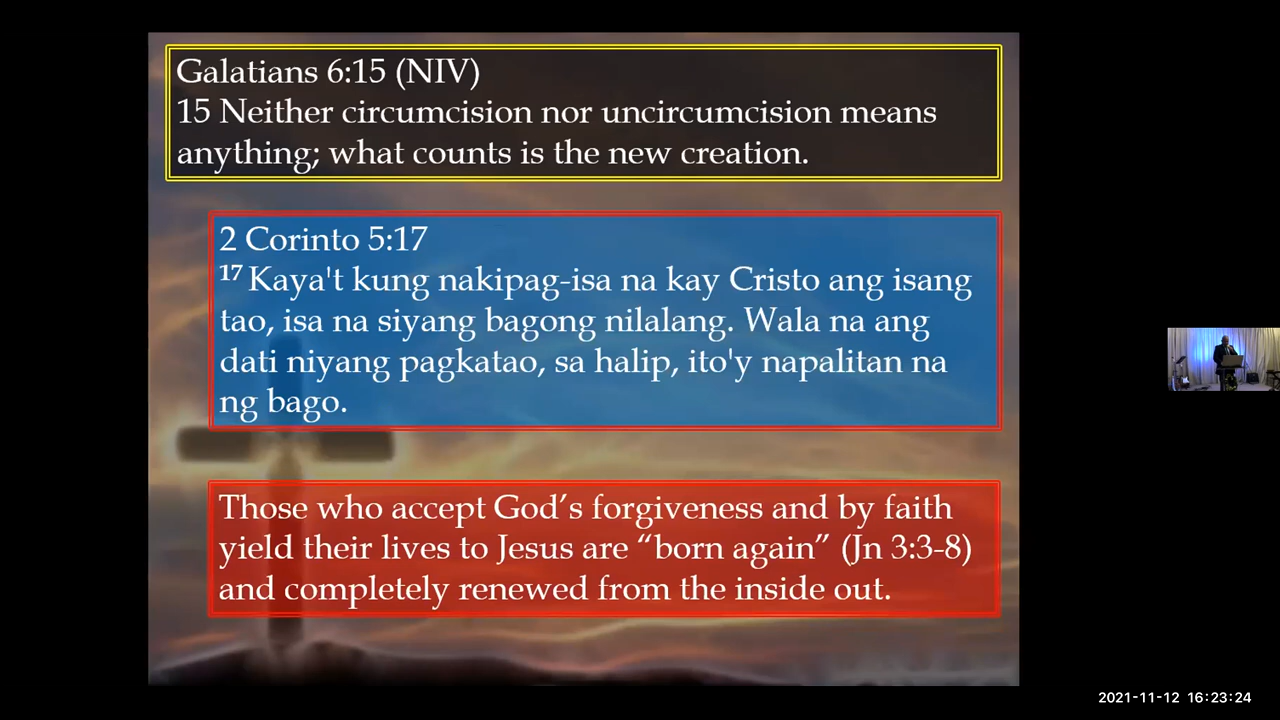 Galatians 6:15 (NIV)
15 Neither circumcision nor uncircumcision means
anything; what counts is the new creation.
2 Corinto 5:17
17 Kaya't kung nakipag-isa na kay Cristo ang isang
tao, isa na siyang bagong nilalang. Wala na ang
dati niyang pagkatao, sa halip, ito'y napalitan na
ng bago.
Those who accept God’s forgiveness and by faith
yield their lives to Jesus are “born again” (Jn 3:3-8)
and completely renewed from the inside out.
2021-11-12 16:23:24